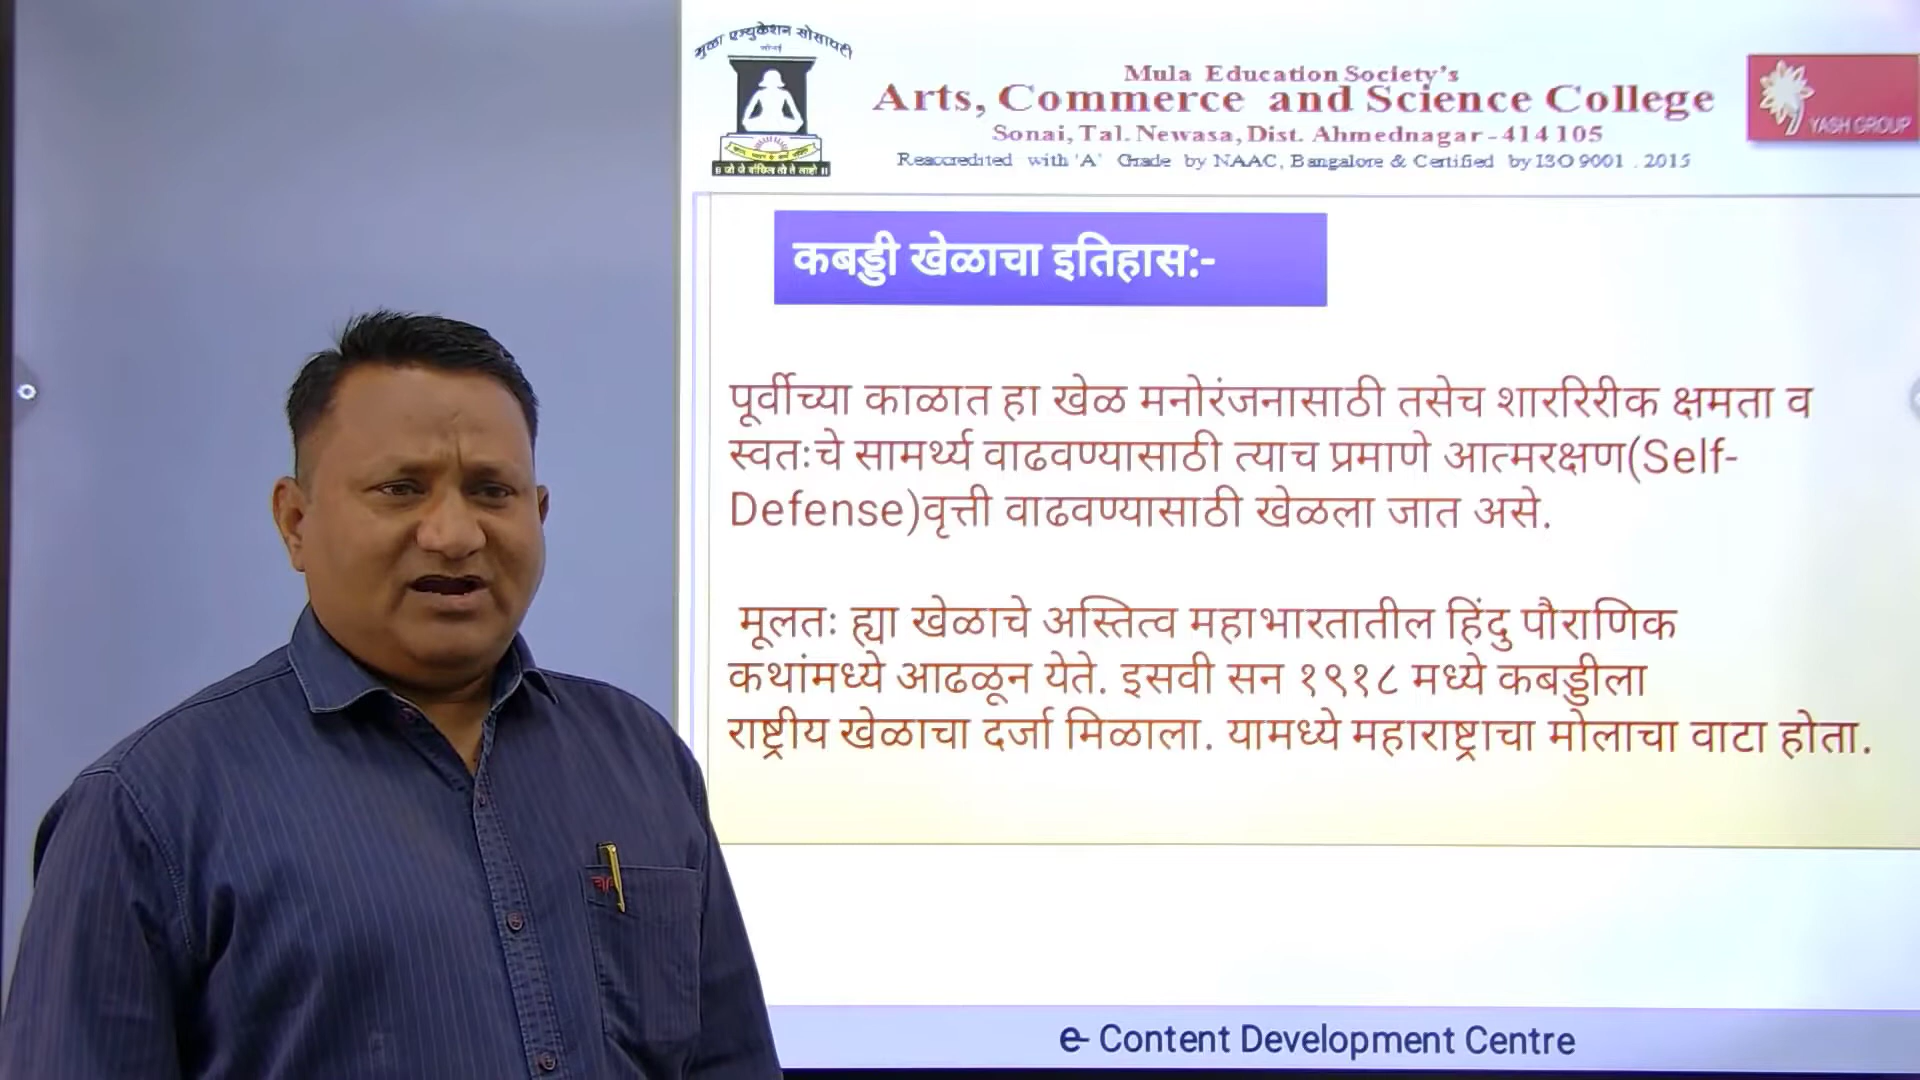 मुळा एज्युकेशन सोसायटी
सोनई
Mula Education Society's
Arts, Commerce and Science College
Sonai, Tal. Newasa, Dist. Ahmednagar - 414 105
Reaccredited with 'A' Grade by NAAC, Bangalore & Certified by ISO 9001 . 2015
YASH GROUP
॥ जो जे वांछिल तो ते लाहो ॥
कबड्डी खेळाचा इतिहास:-
पूर्वीच्या काळात हा खेळ मनोरंजनासाठी तसेच शाररिरीक क्षमता व
स्वतःचे सामर्थ्य वाढवण्यासाठी त्याच प्रमाणे आत्मरक्षण(Self-
Defense)वृत्ती वाढवण्यासाठी खेळला जात असे.
मूलतः ह्या खेळाचे अस्तित्व महाभारतातील हिंदु पौराणिक
कथांमध्ये आढळून येते. इसवी सन १९१८ मध्ये कबड्डीला
राष्ट्रीय खेळाचा दर्जा मिळाला. यामध्ये महाराष्ट्राचा मोलाचा वाटा होता.
e- Content Development Centre